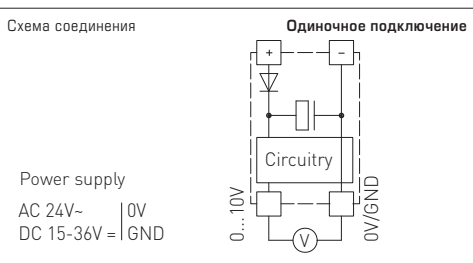 Схема соединения
Одиночное подключение
+ −
Circuitry
Power supply
AC 24V~ | 0V
DC 15-36V = | GND
0...10V
0V/GND
V